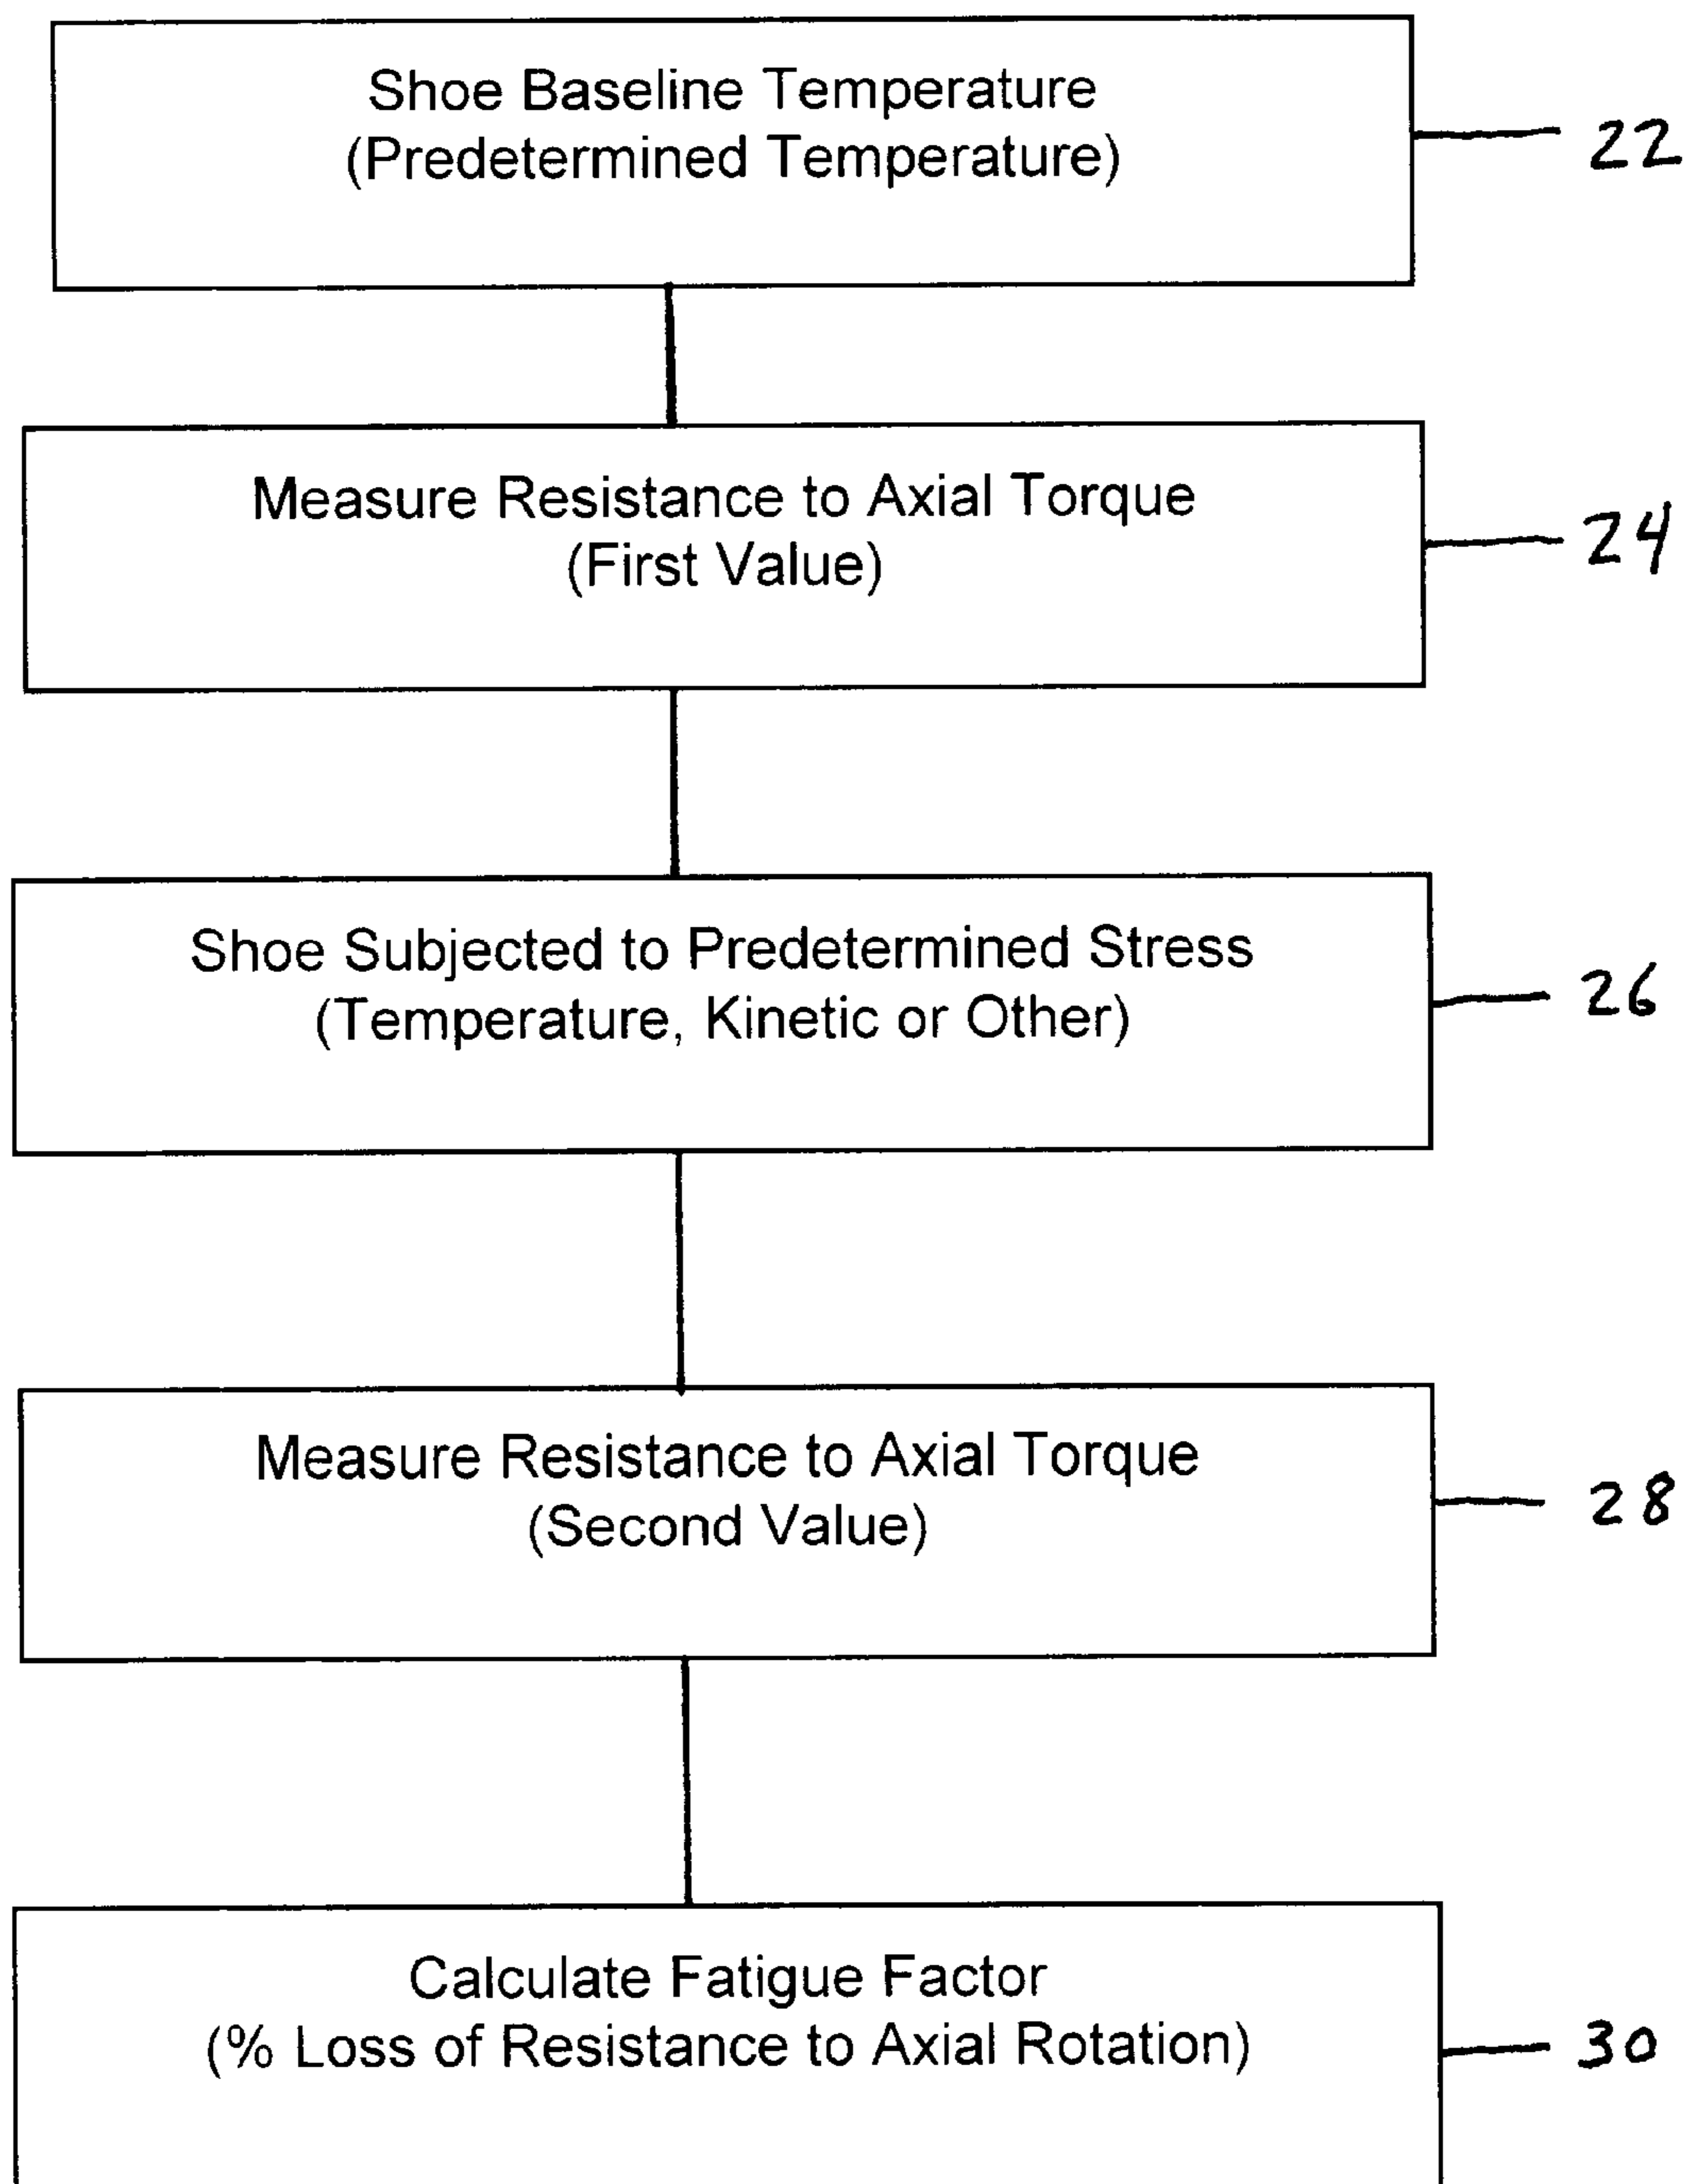 Shoe Baseline Temperature
(Predetermined Temperature)
22
Measure Resistance to Axial Torque
(First Value)
24
Shoe Subjected to Predetermined Stress
(Temperature, Kinetic or Other)
26
Measure Resistance to Axial Torque
(Second Value)
28
Calculate Fatigue Factor
(% Loss of Resistance to Axial Rotation)
30